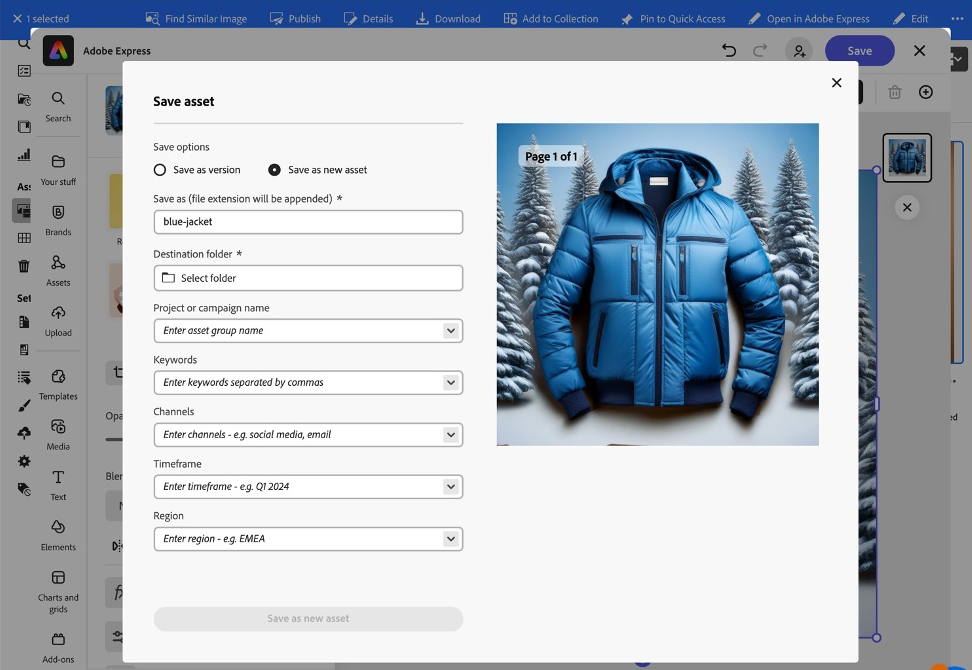 1 selected
Find Similar Image
Publish
Details
Download
Add to Collection
Pin to Quick Access
Open in Adobe Express
Edit
Adobe Express
Save
Search
Your stuff
Brands
Assets
Upload
Templates
Media
Text
Elements
Charts and
grids
Add-ons
Save asset
Save options
Save as version
Save as new asset
Save as (file extension will be appended) *
blue-jacket
Destination folder *
Select folder
Project or campaign name
Enter asset group name
Keywords
Enter keywords separated by commas
Channels
Enter channels - e.g. social media, email
Timeframe
Enter timeframe - e.g. Q1 2024
Region
Enter region - e.g. EMEA
Save as new asset
Page 1 of 1